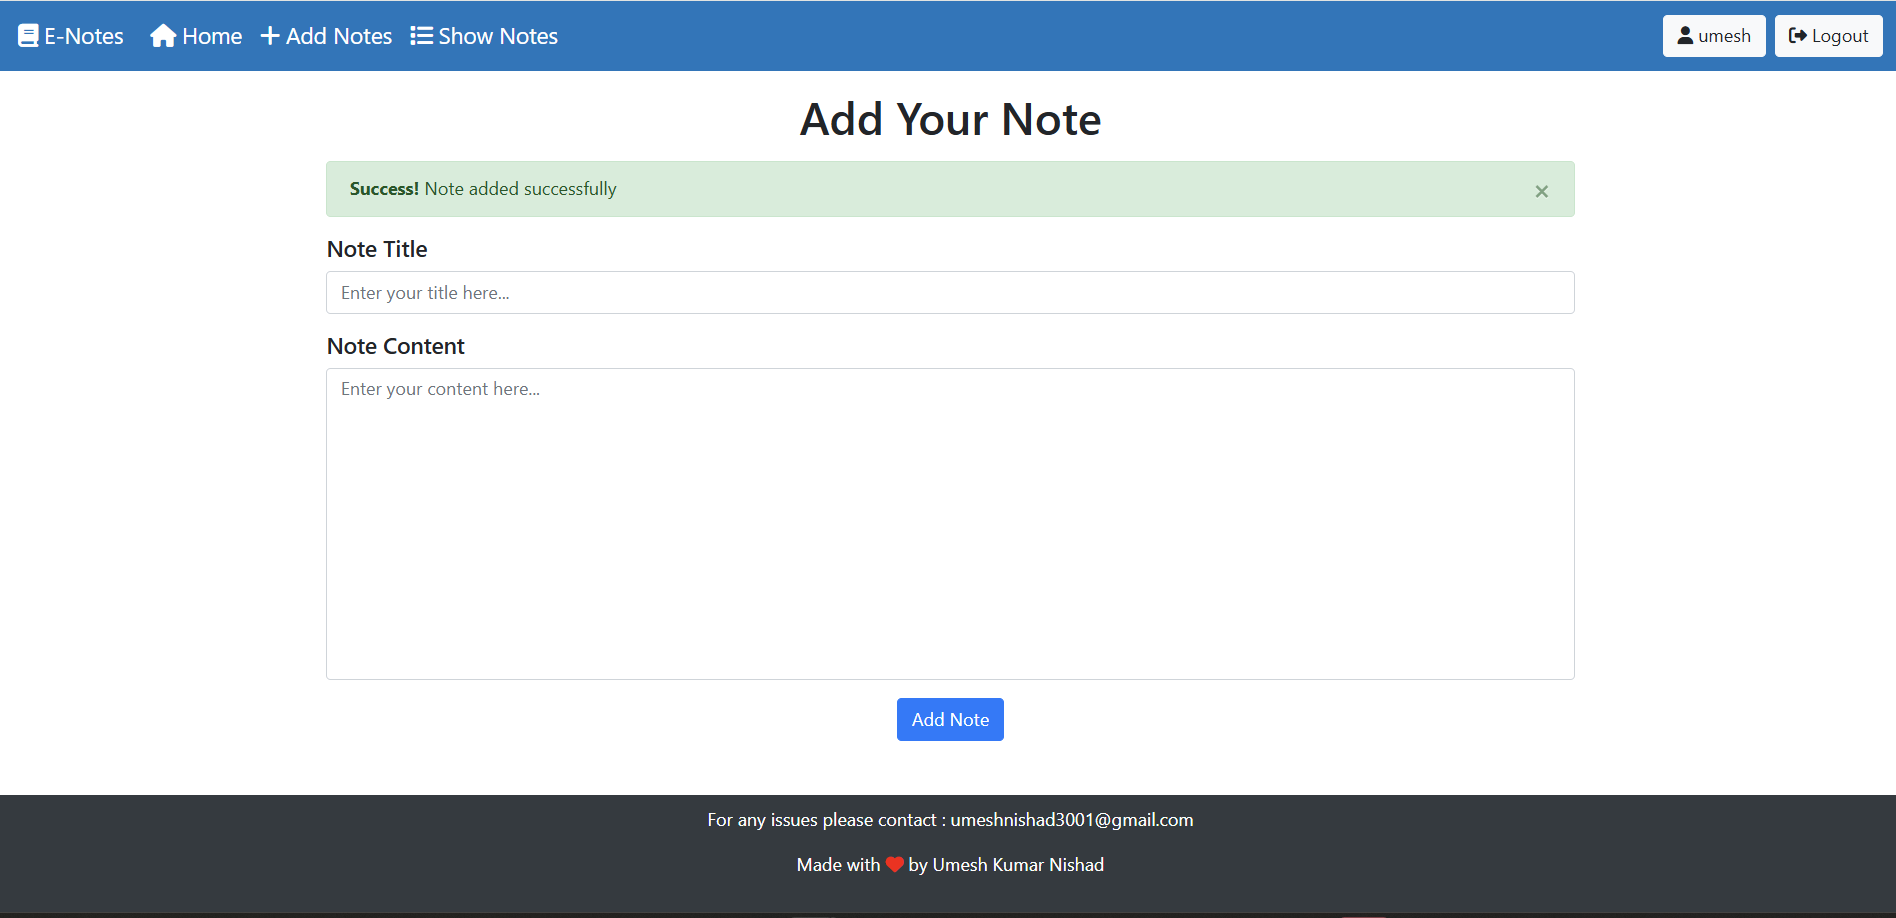 E-Notes Home Add Notes Show Notes umesh Logout
Add Your Note
Success! Note added successfully ×
Note Title
Enter your title here...
Note Content
Enter your content here...
Add Note
For any issues please contact : umeshnishad3001@gmail.com
Made with ❤ by Umesh Kumar Nishad